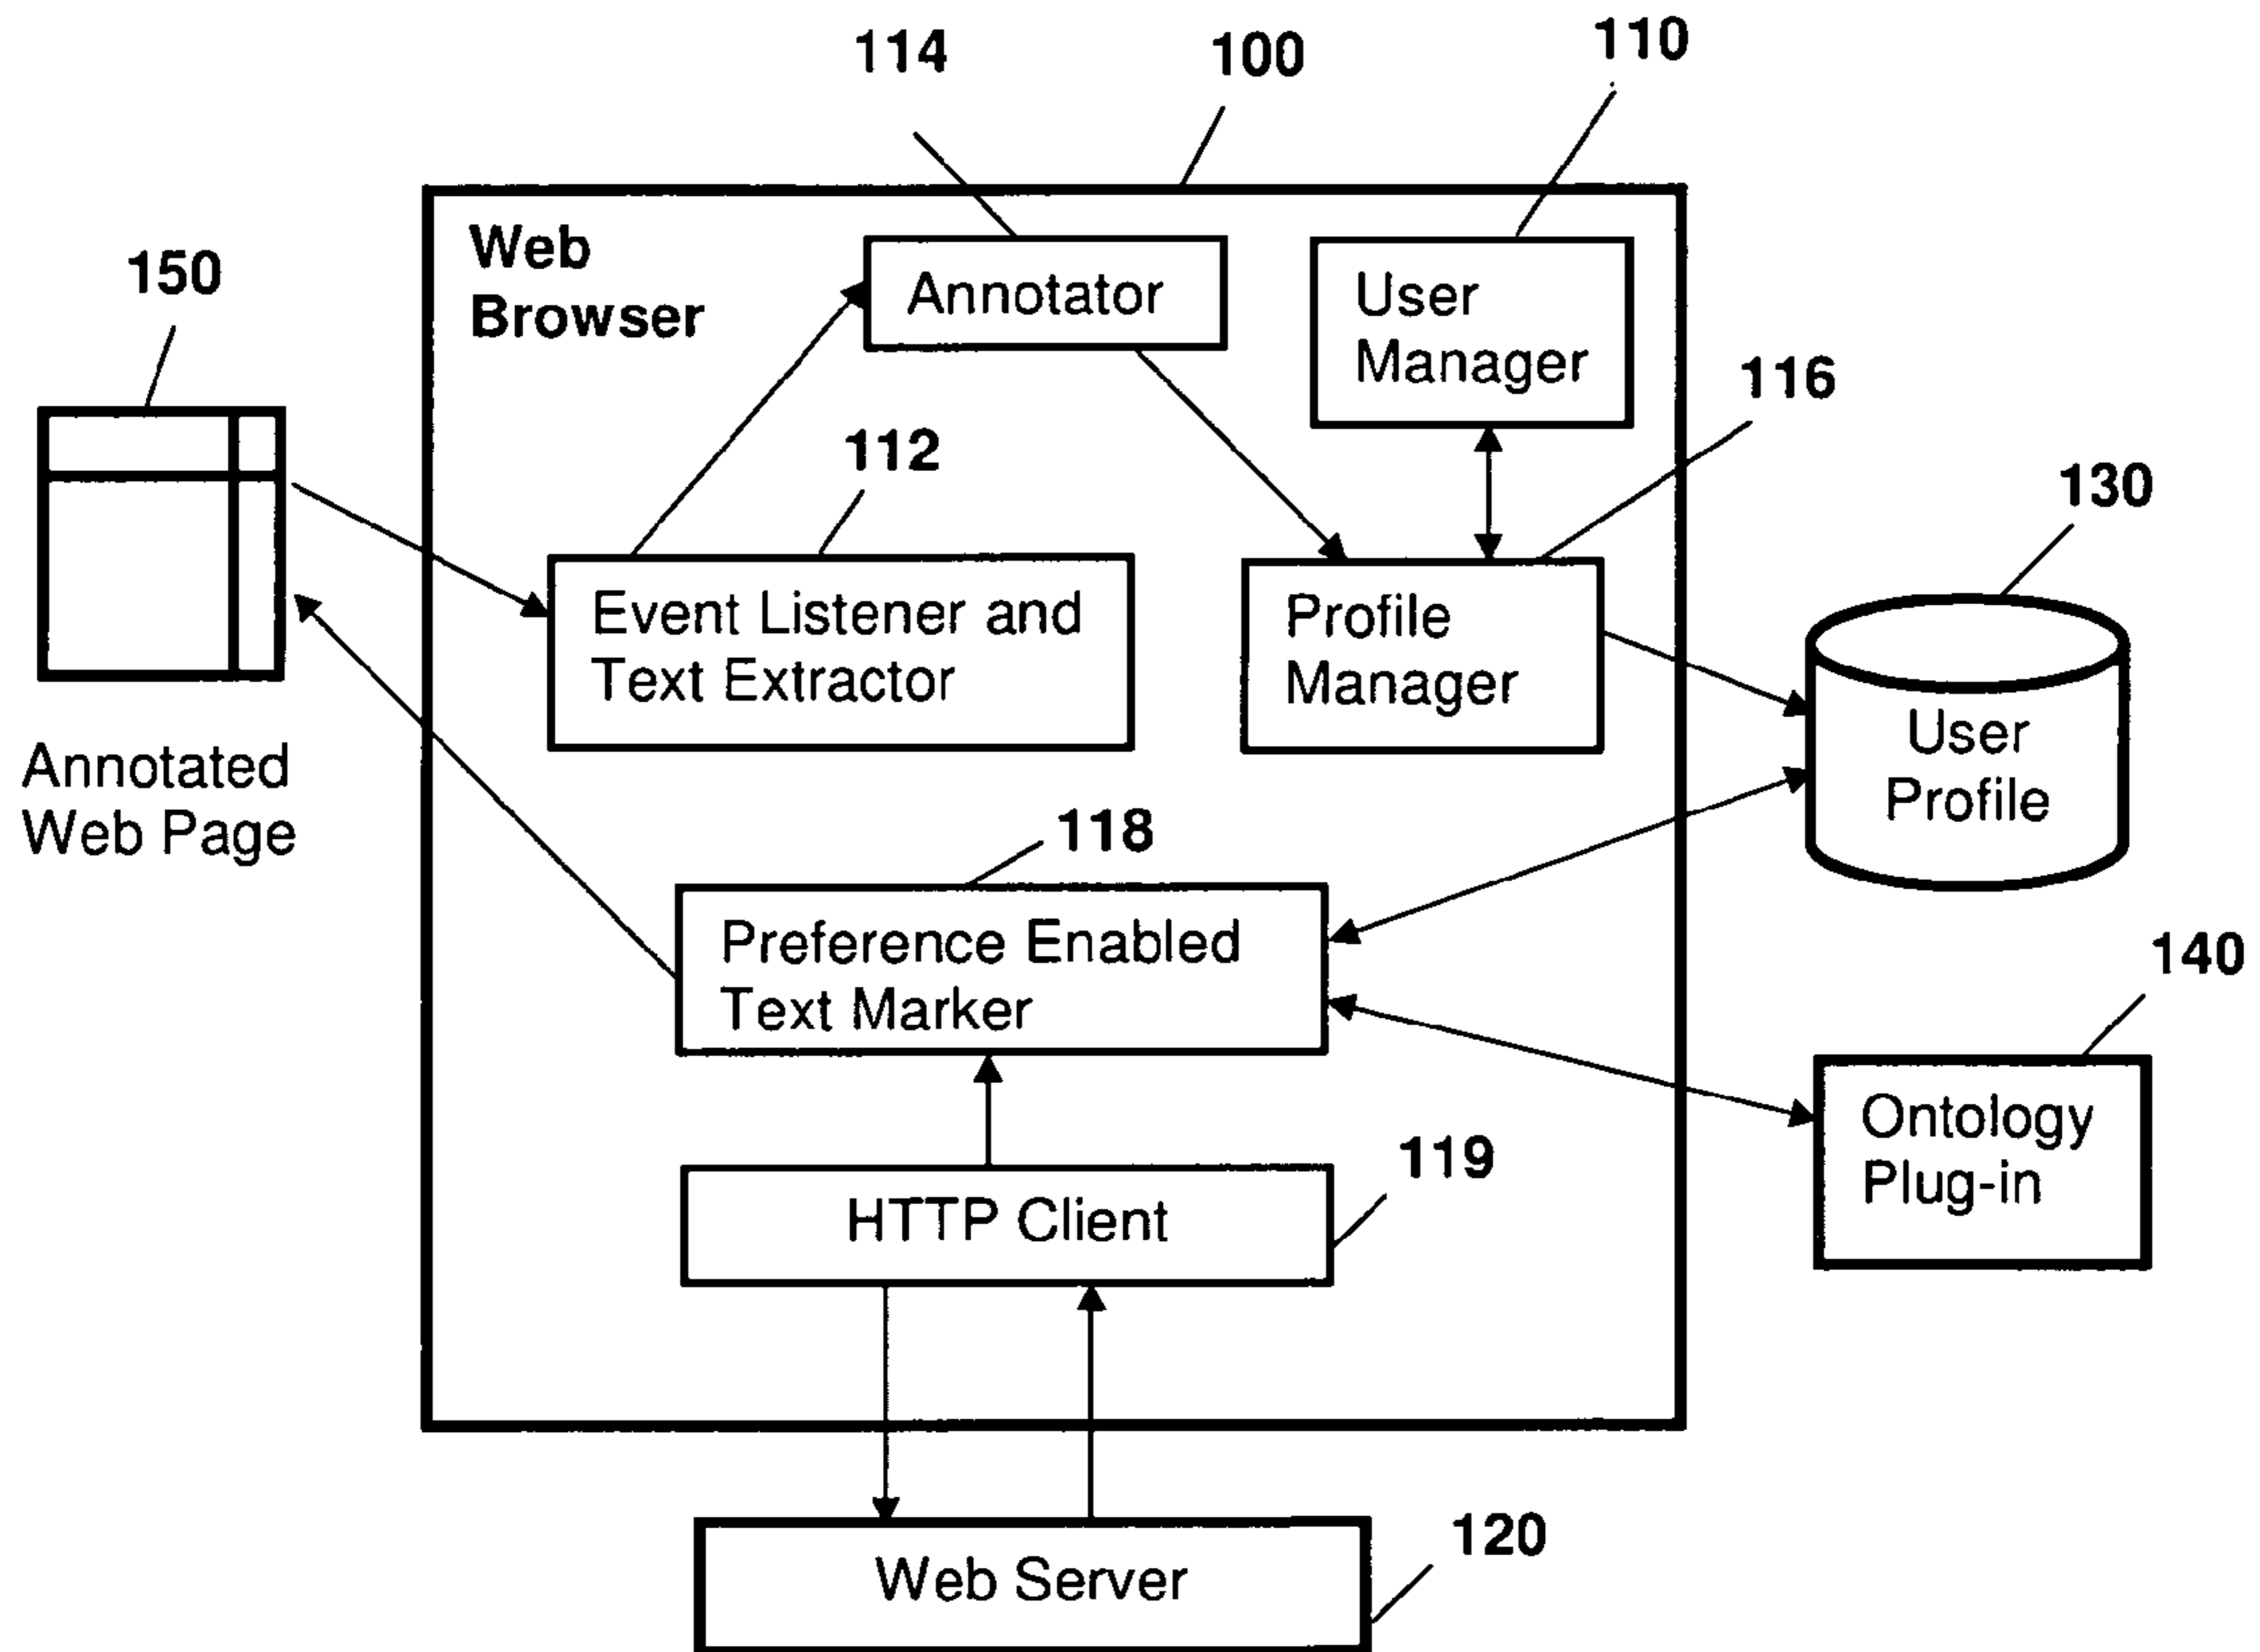 114
100
110
150
Web
Browser
Annotator
User
Manager
116
112
130
Event Listener and
Text Extractor
Profile
Manager
User
Profile
Annotated
Web Page
118
Preference Enabled
Text Marker
140
Ontology
Plug-in
119
HTTP Client
120
Web Server